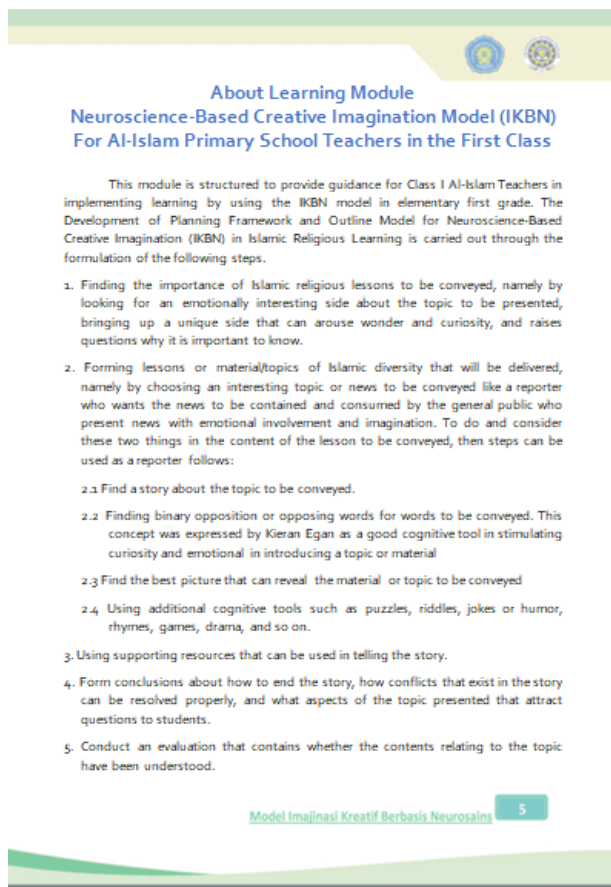 About Learning Module
Neuroscience-Based Creative Imagination Model (IKBN)
For Al-Islam Primary School Teachers in the First Class
This module is structured to provide guidance for Class I Al-Islam Teachers in
implementing learning by using the IKBN model in elementary first grade. The
Development of Planning Framework and Outline Model for Neuroscience-Based
Creative Imagination (IKBN) in Islamic Religious Learning is carried out through the
formulation of the following steps.
1. Finding the importance of Islamic religious lessons to be conveyed, namely by
looking for an emotionally interesting side about the topic to be presented,
bringing up a unique side that can arouse wonder and curiosity, and raises
questions why it is important to know.
2. Forming lessons or material/topics of Islamic diversity that will be delivered,
namely by choosing an interesting topic or news to be conveyed like a reporter
who wants the news to be contained and consumed by the general public who
present news with emotional involvement and imagination. To do and consider
these two things in the content of the lesson to be conveyed, then steps can be
used as a reporter follows:
2.1 Find a story about the topic to be conveyed.
2.2 Finding binary opposition or opposing words for words to be conveyed. This
concept was expressed by Kieran Egan as a good cognitive tool in stimulating
curiosity and emotional in introducing a topic or material
2.3 Find the best picture that can reveal the material or topic to be conveyed
2.4 Using additional cognitive tools such as puzzles, riddles, jokes or humor,
rhymes, games, drama, and so on.
3. Using supporting resources that can be used in telling the story.
4. Form conclusions about how to end the story, how conflicts that exist in the story
can be resolved properly, and what aspects of the topic presented that attract
questions to students.
5. Conduct an evaluation that contains whether the contents relating to the topic
have been understood.
Model Imajinasi Kreatif Berbasis Neurosains 5